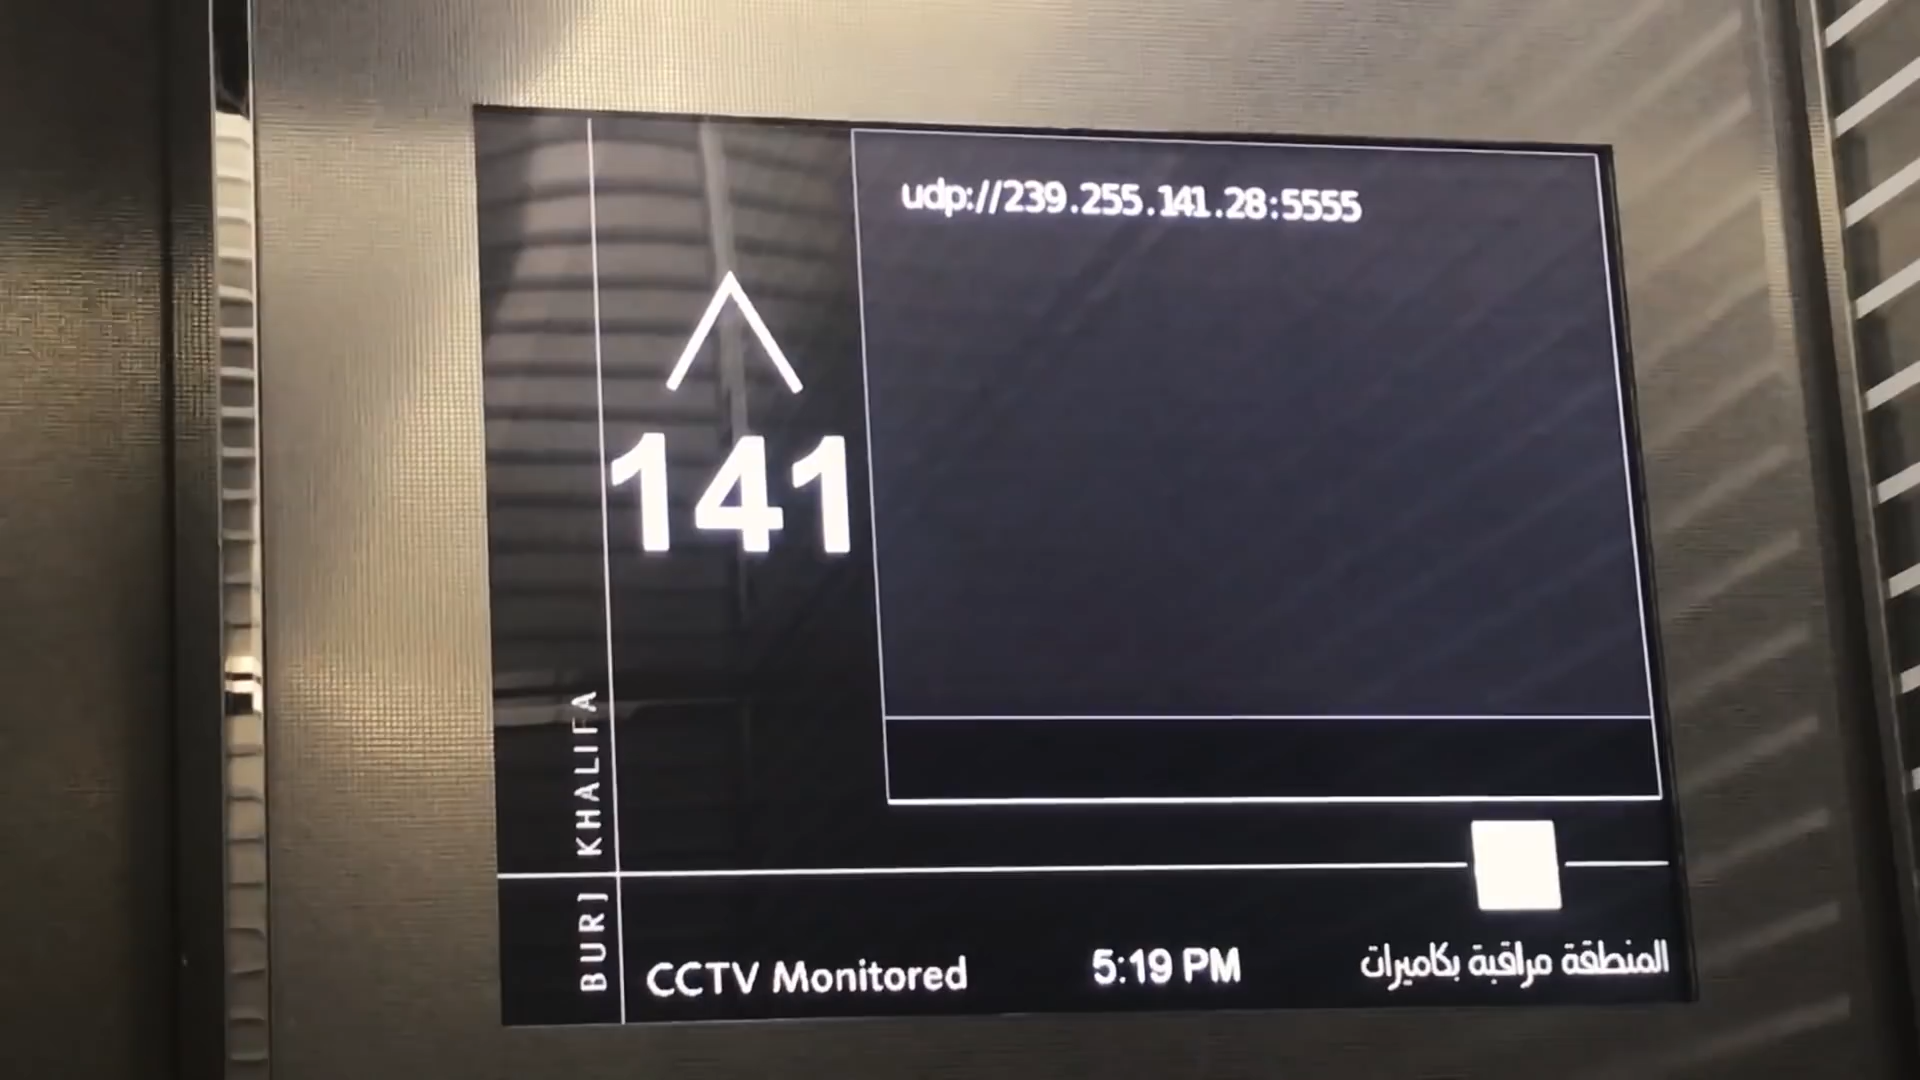 udp://239.255.141.28:5555
141
BURJ KHALIFA
CCTV Monitored
5:19 PM
المنطقة مراقبة بكاميرات